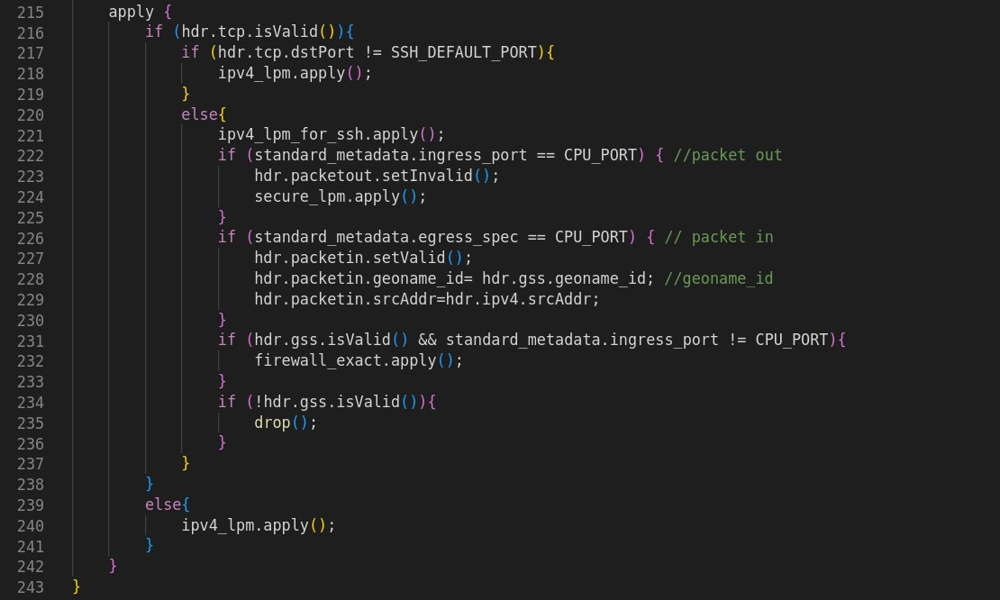 215 apply {
216 if (hdr.tcp.isValid()){
217 if (hdr.tcp.dstPort != SSH_DEFAULT_PORT){
218 ipv4_lpm.apply();
219 }
220 else{
221 ipv4_lpm_for_ssh.apply();
222 if (standard_metadata.ingress_port == CPU_PORT) { //packet out
223 hdr.packetout.setInvalid();
224 secure_lpm.apply();
225 }
226 if (standard_metadata.egress_spec == CPU_PORT) { // packet in
227 hdr.packetin.setValid();
228 hdr.packetin.geoname_id= hdr.gss.geoname_id; //geoname_id
229 hdr.packetin.srcAddr=hdr.ipv4.srcAddr;
230 }
231 if (hdr.gss.isValid() && standard_metadata.ingress_port != CPU_PORT){
232 firewall_exact.apply();
233 }
234 if (!hdr.gss.isValid()){
235 drop();
236 }
237 }
238 }
239 else{
240 ipv4_lpm.apply();
241 }
242 }
243 }